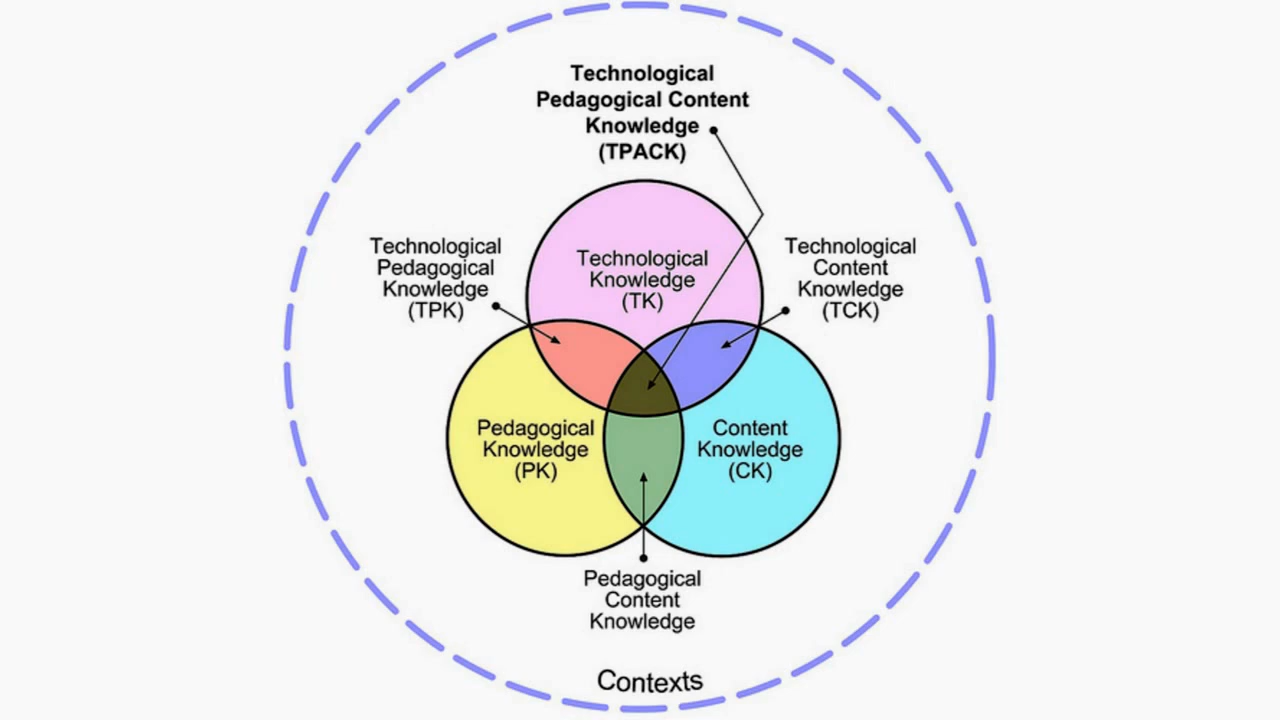 Technological
Pedagogical Content
Knowledge
(TPACK)
Technological
Pedagogical
Knowledge
(TPK)
Technological
Knowledge
(TK)
Technological
Content
Knowledge
(TCK)
Pedagogical
Knowledge
(PK)
Content
Knowledge
(CK)
Pedagogical
Content
Knowledge
Contexts